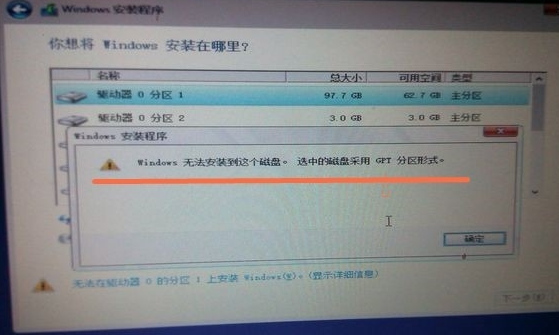 Windows 安装程序
你想将 Windows 安装在哪里?
名称 总大小 可用空间 类型
驱动器 0 分区 1 97.7 GB 62.7 GB 主分区
驱动器 0 分区 2 3.0 GB 3.0 GB 主分区
Windows 安装程序
Windows 无法安装到这个磁盘。 选中的磁盘采用 GPT 分区形式。
确定
无法在驱动器 0 的分区 1 上安装 Windows(W)。(显示详细信息)
下一步(N)